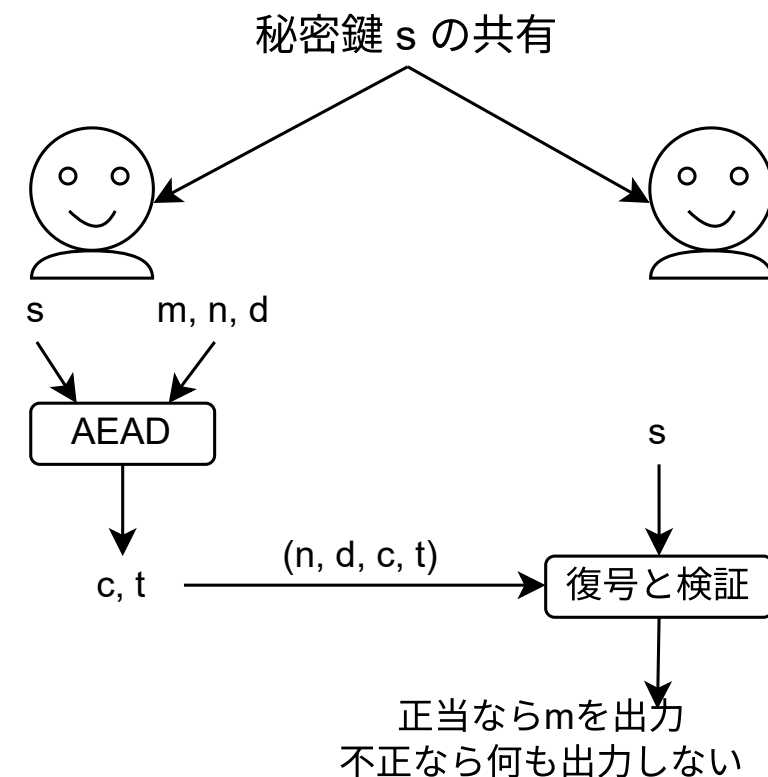 秘密鍵 s の共有
s
m, n, d
AEAD
s
(n, d, c, t)
c, t
復号と検証
正当ならmを出力
不正なら何も出力しない